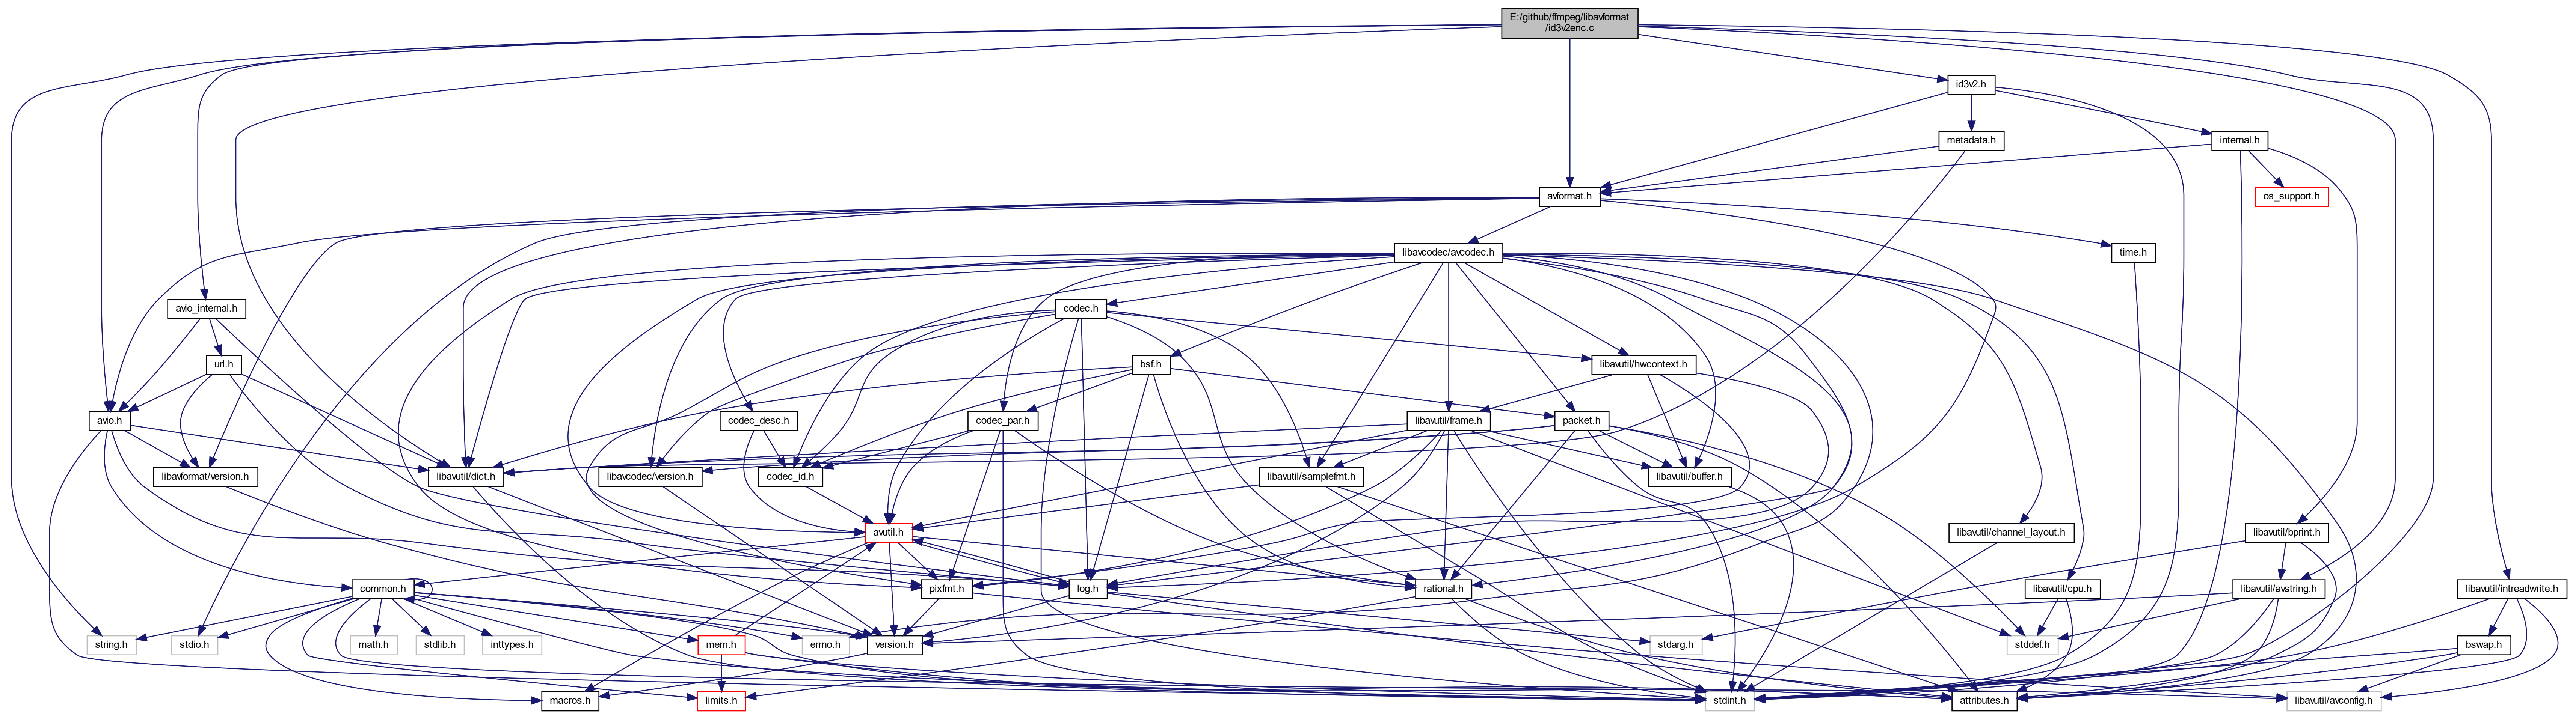 E:/github/ffmpeg/libavformat
/id3v2enc.c
id3v2.h
metadata.h
internal.h
avformat.h
os_support.h
libavcodec/avcodec.h
time.h
avio_internal.h
codec.h
url.h
bsf.h
libavutil/hwcontext.h
avio.h
codec_desc.h
codec_par.h
libavutil/frame.h
packet.h
libavformat/version.h
libavutil/dict.h
libavcodec/version.h
codec_id.h
libavutil/samplefmt.h
libavutil/buffer.h
avutil.h
libavutil/channel_layout.h
libavutil/bprint.h
common.h
pixfmt.h
log.h
rational.h
libavutil/cpu.h
libavutil/avstring.h
libavutil/intreadwrite.h
string.h
stdio.h
math.h
stdlib.h
inttypes.h
mem.h
errno.h
version.h
stdarg.h
stddef.h
bswap.h
macros.h
limits.h
stdint.h
attributes.h
libavutil/avconfig.h